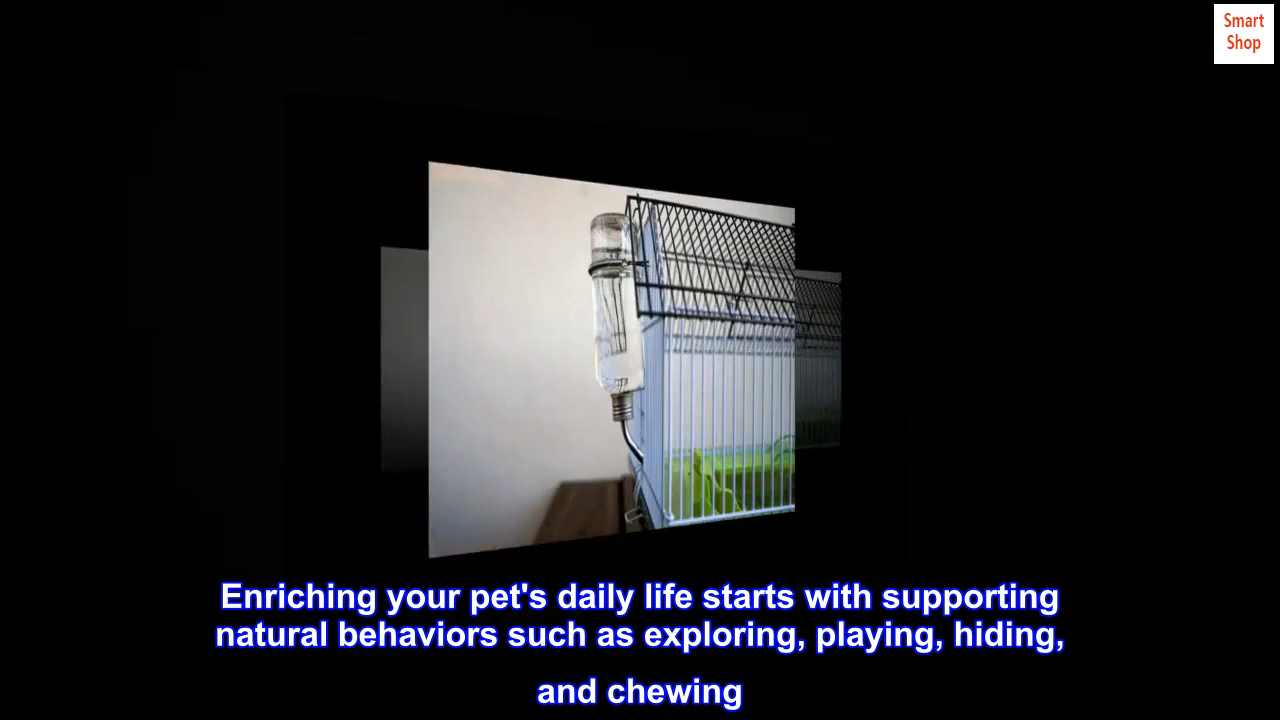 Smart
Shop
Enriching your pet's daily life starts with supporting
natural behaviors such as exploring, playing, hiding,
and chewing